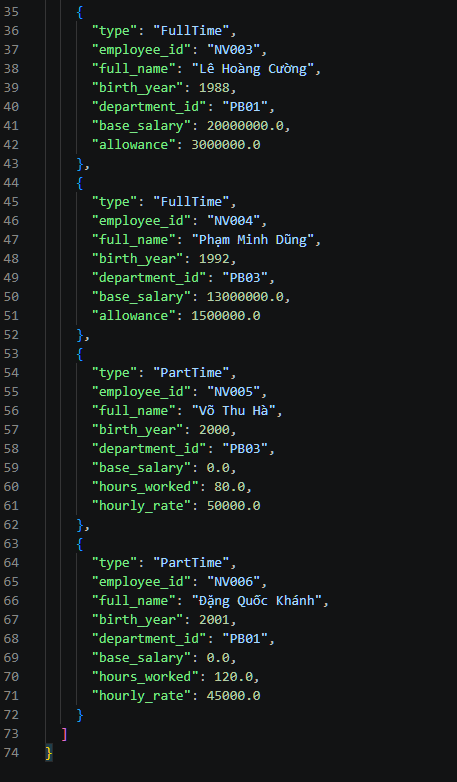 35 {
36 "type": "FullTime",
37 "employee_id": "NV003",
38 "full_name": "Lê Hoàng Cường",
39 "birth_year": 1988,
40 "department_id": "PB01",
41 "base_salary": 20000000.0,
42 "allowance": 3000000.0
43 },
44 {
45 "type": "FullTime",
46 "employee_id": "NV004",
47 "full_name": "Phạm Minh Dũng",
48 "birth_year": 1992,
49 "department_id": "PB03",
50 "base_salary": 13000000.0,
51 "allowance": 1500000.0
52 },
53 {
54 "type": "PartTime",
55 "employee_id": "NV005",
56 "full_name": "Võ Thu Hà",
57 "birth_year": 2000,
58 "department_id": "PB03",
59 "base_salary": 0.0,
60 "hours_worked": 80.0,
61 "hourly_rate": 50000.0
62 },
63 {
64 "type": "PartTime",
65 "employee_id": "NV006",
66 "full_name": "Đặng Quốc Khánh",
67 "birth_year": 2001,
68 "department_id": "PB01",
69 "base_salary": 0.0,
70 "hours_worked": 120.0,
71 "hourly_rate": 45000.0
72 }
73 ]
74 }